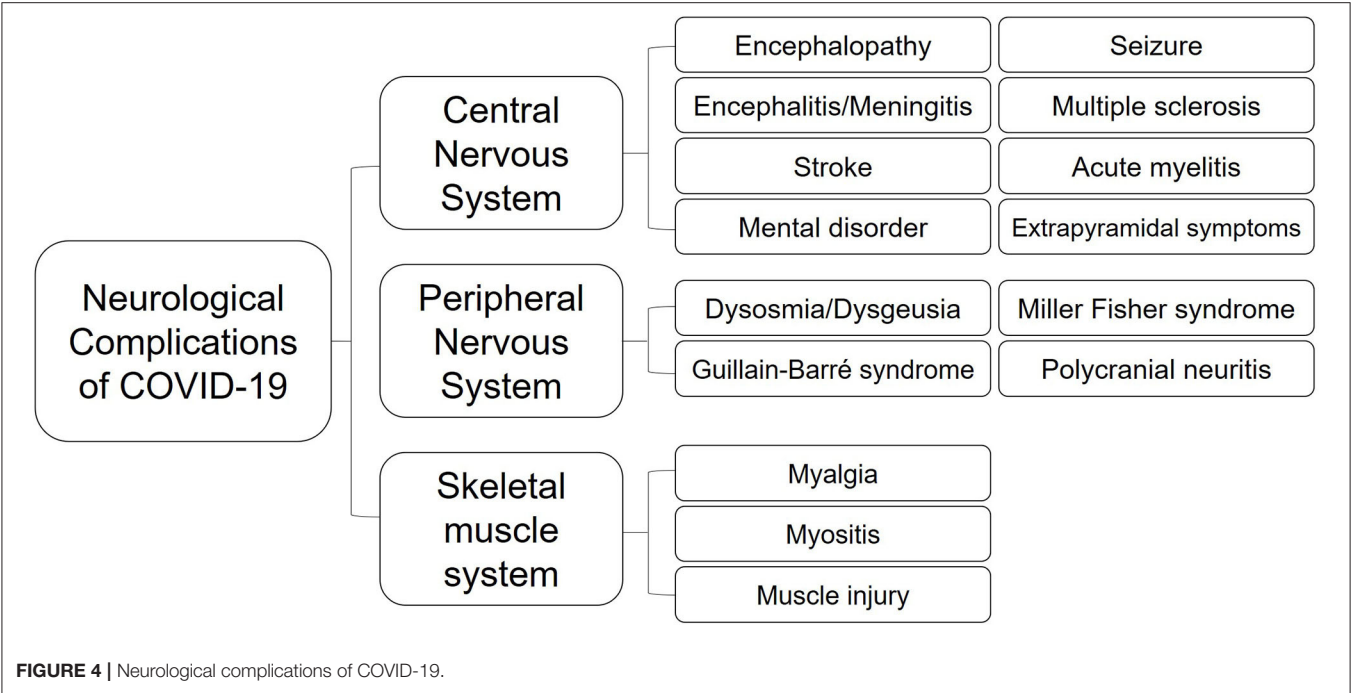 Neurological
Complications
of COVID-19
Central
Nervous
System
Encephalopathy
Seizure
Encephalitis/Meningitis
Multiple sclerosis
Stroke
Acute myelitis
Mental disorder
Extrapyramidal symptoms
Peripheral
Nervous
System
Dysosmia/Dysgeusia
Miller Fisher syndrome
Guillain-Barré syndrome
Polycranial neuritis
Skeletal
muscle
system
Myalgia
Myositis
Muscle injury
FIGURE 4 | Neurological complications of COVID-19.